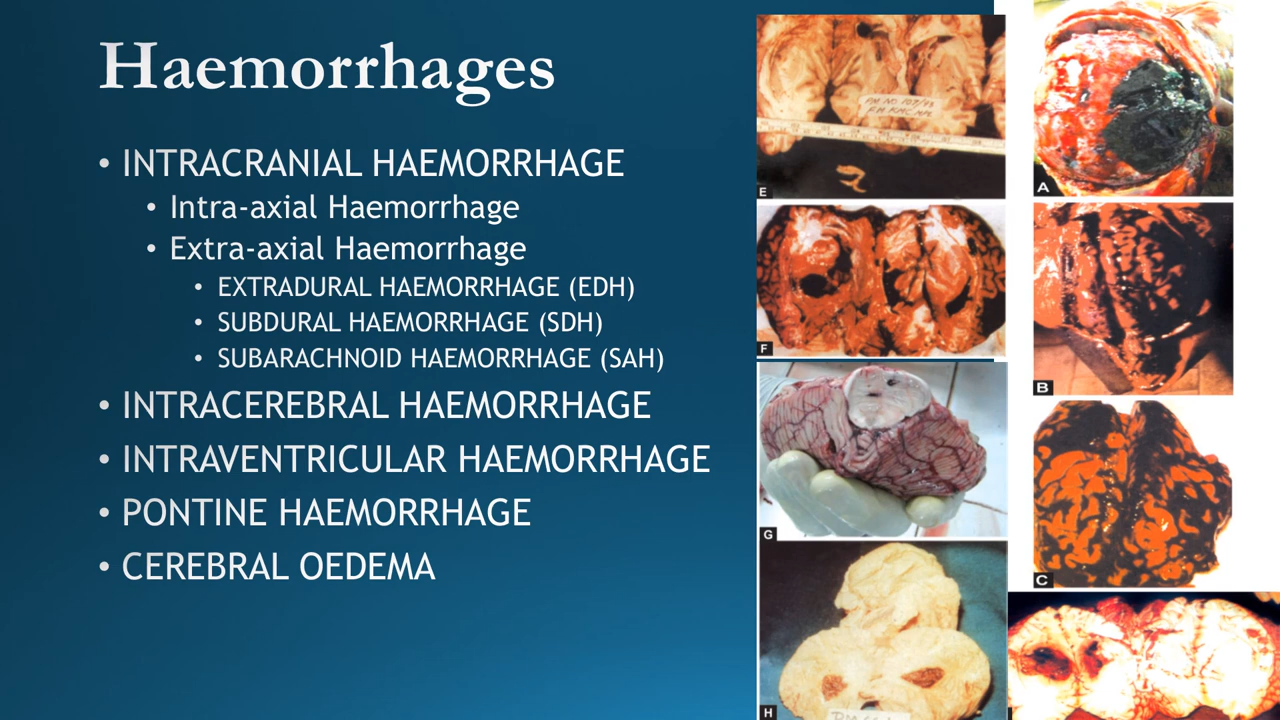 Haemorrhages
• INTRACRANIAL HAEMORRHAGE
• Intra-axial Haemorrhage
• Extra-axial Haemorrhage
• EXTRADURAL HAEMORRHAGE (EDH)
• SUBDURAL HAEMORRHAGE (SDH)
• SUBARACHNOID HAEMORRHAGE (SAH)
• INTRACEREBRAL HAEMORRHAGE
• INTRAVENTRICULAR HAEMORRHAGE
• PONTINE HAEMORRHAGE
• CEREBRAL OEDEMA
E
F
G
H
A
B
C